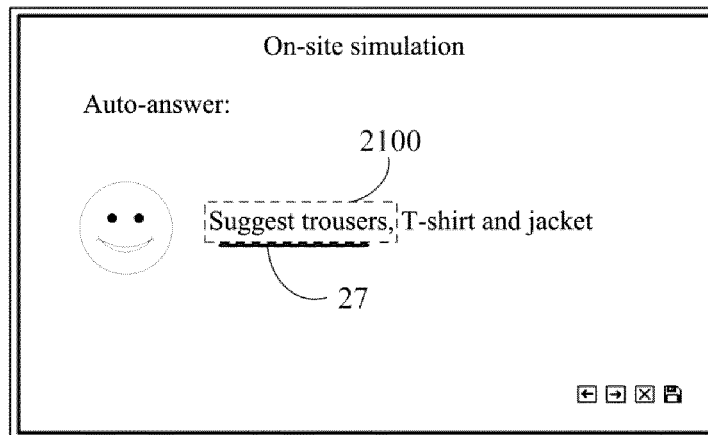 On-site simulation
Auto-answer:
2100
Suggest trousers, T-shirt and jacket
27